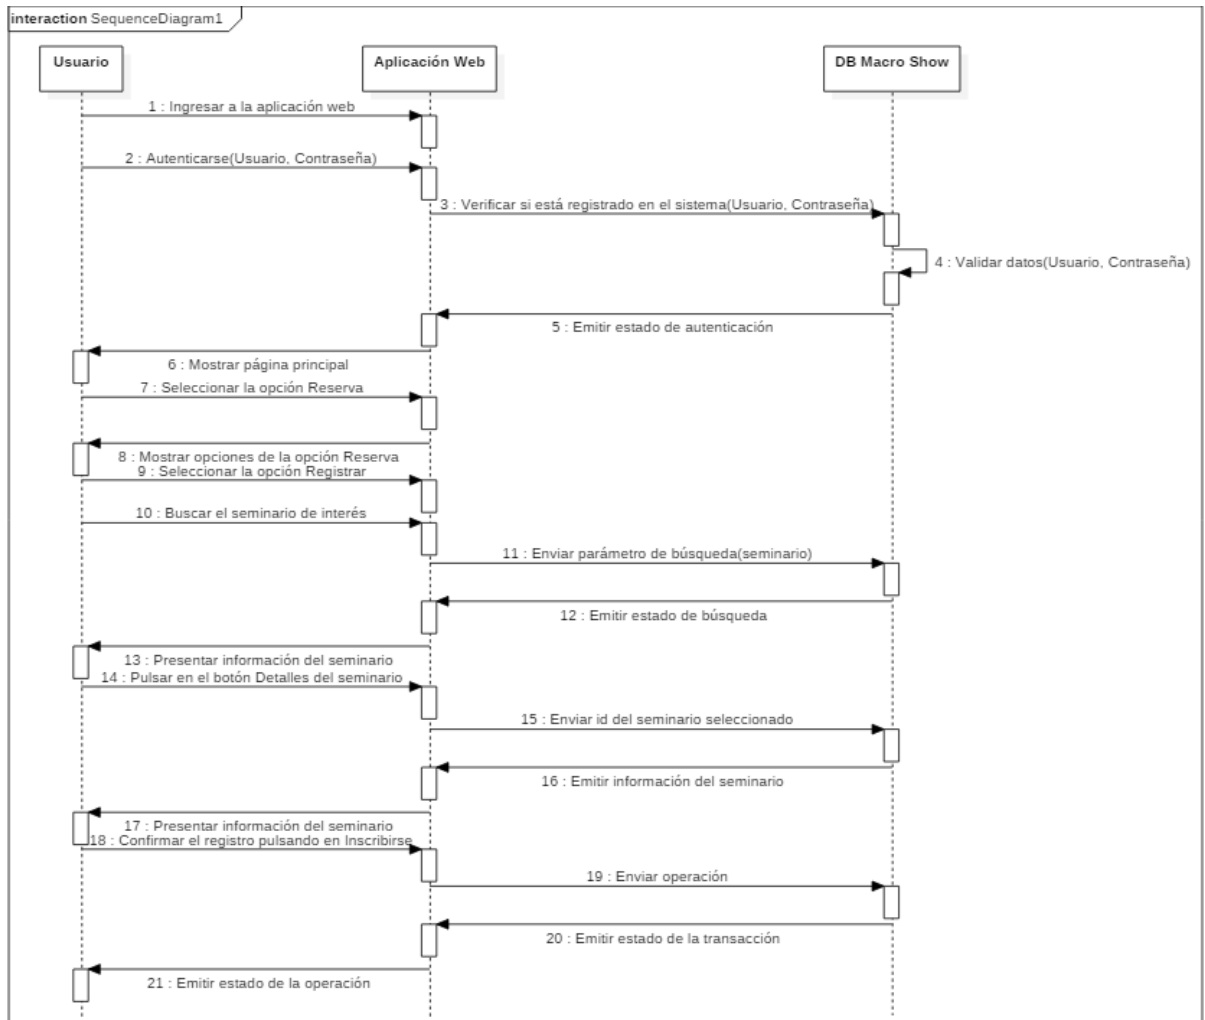 interaction SequenceDiagram1
Usuario
Aplicación Web
DB Macro Show
1 : Ingresar a la aplicación web
2 : Autenticarse(Usuario, Contraseña)
3 : Verificar si está registrado en el sistema(Usuario, Contraseña)
4 : Validar datos(Usuario, Contraseña)
5 : Emitir estado de autenticación
6 : Mostrar página principal
7 : Seleccionar la opción Reserva
8 : Mostrar opciones de la opción Reserva
9 : Seleccionar la opción Registrar
10 : Buscar el seminario de interés
11 : Enviar parámetro de búsqueda(seminario)
12 : Emitir estado de búsqueda
13 : Presentar información del seminario
14 : Pulsar en el botón Detalles del seminario
15 : Enviar id del seminario seleccionado
16 : Emitir información del seminario
17 : Presentar información del seminario
18 : Confirmar el registro pulsando en Inscribirse
19 : Enviar operación
20 : Emitir estado de la transacción
21 : Emitir estado de la operación